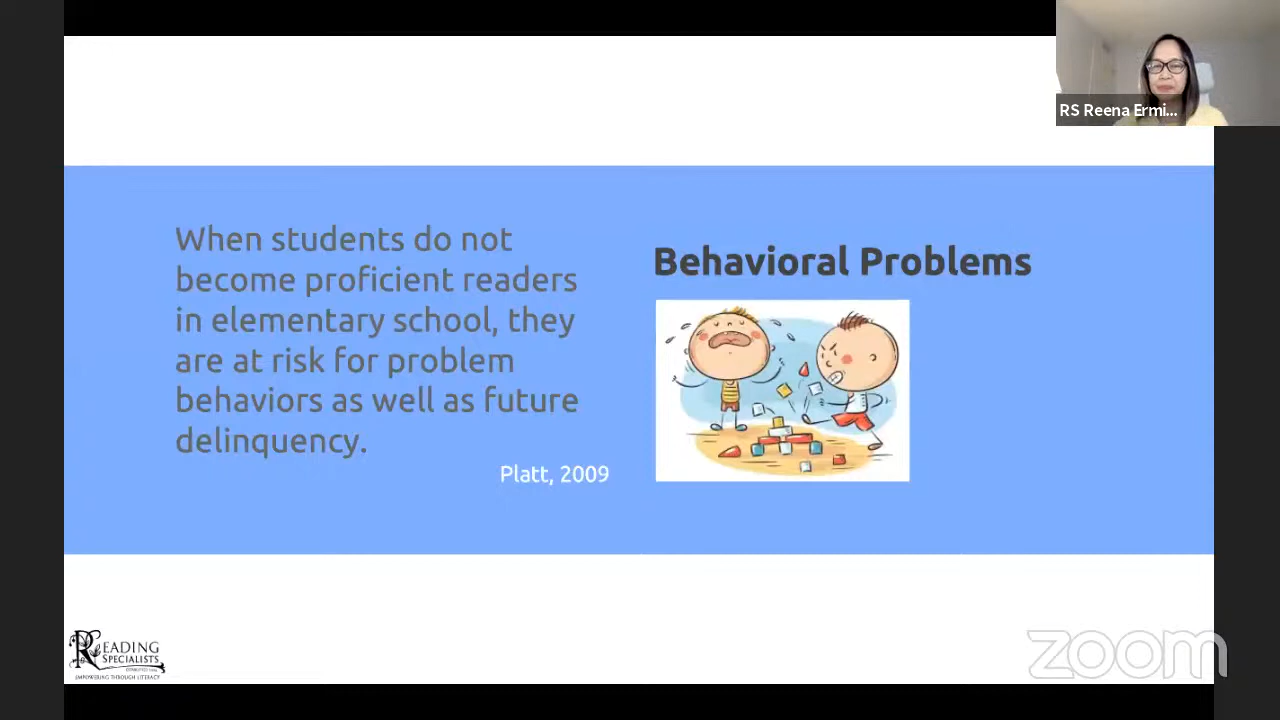 RS Reena Ermi...
When students do not
become proficient readers
in elementary school, they
are at risk for problem
behaviors as well as future
delinquency.
Platt, 2009
Behavioral Problems
READING
SPECIALISTS
EMPOWERING THROUGH LITERACY
zoom